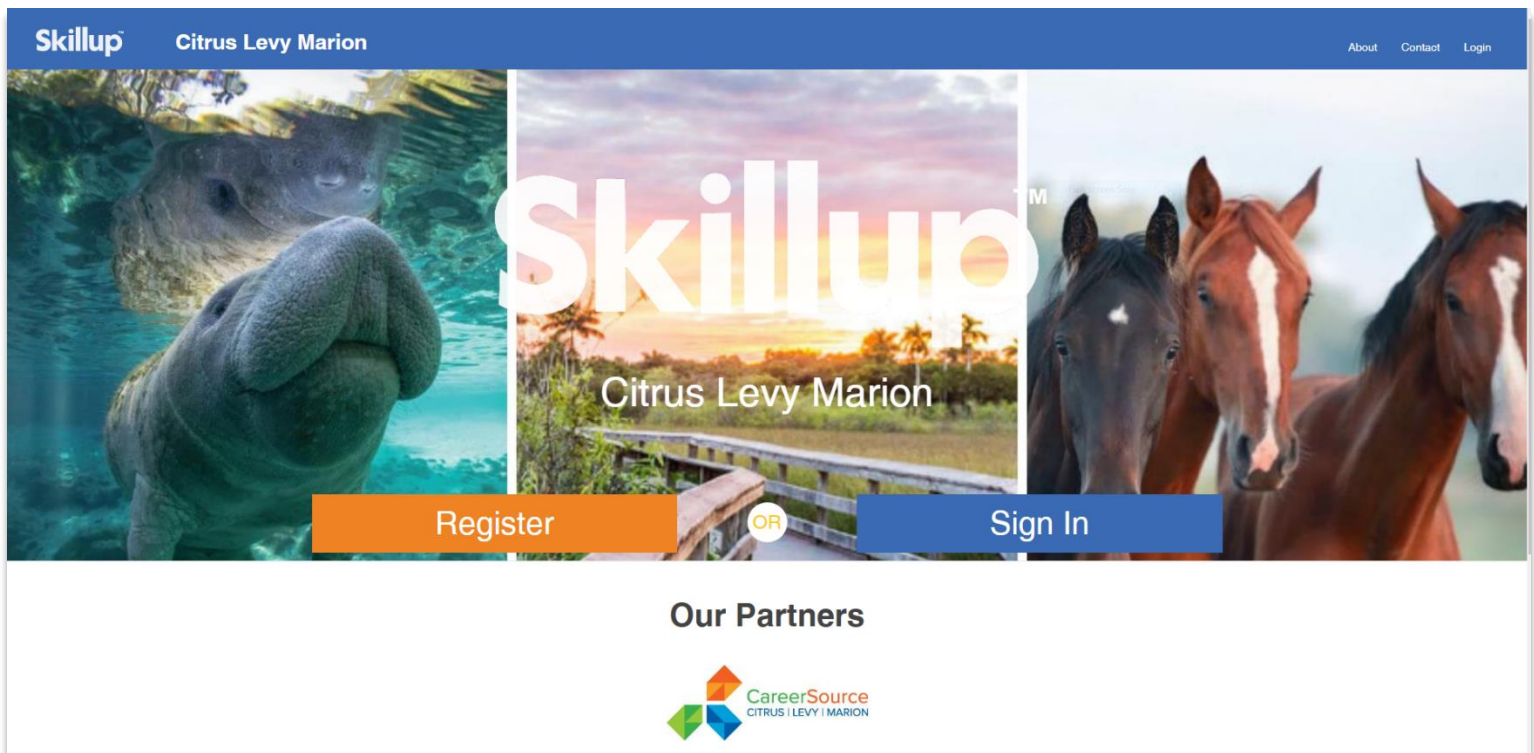 Skillup™ Citrus Levy Marion
About Contact Login
Skillup™
Citrus Levy Marion
Register OR Sign In
Our Partners
CareerSource
CITRUS | LEVY | MARION